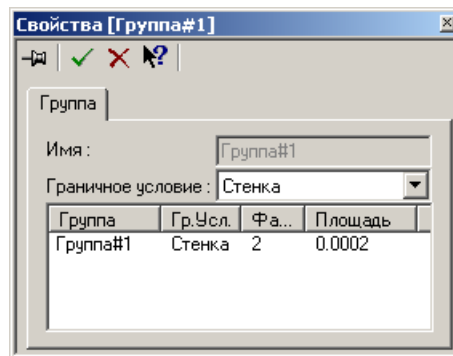 Свойства [Группа#1]
Группа
Имя : Группа#1
Граничное условие : Стенка
Группа Гр.Усл. Фа... Площадь
Группа#1 Стенка 2 0.0002